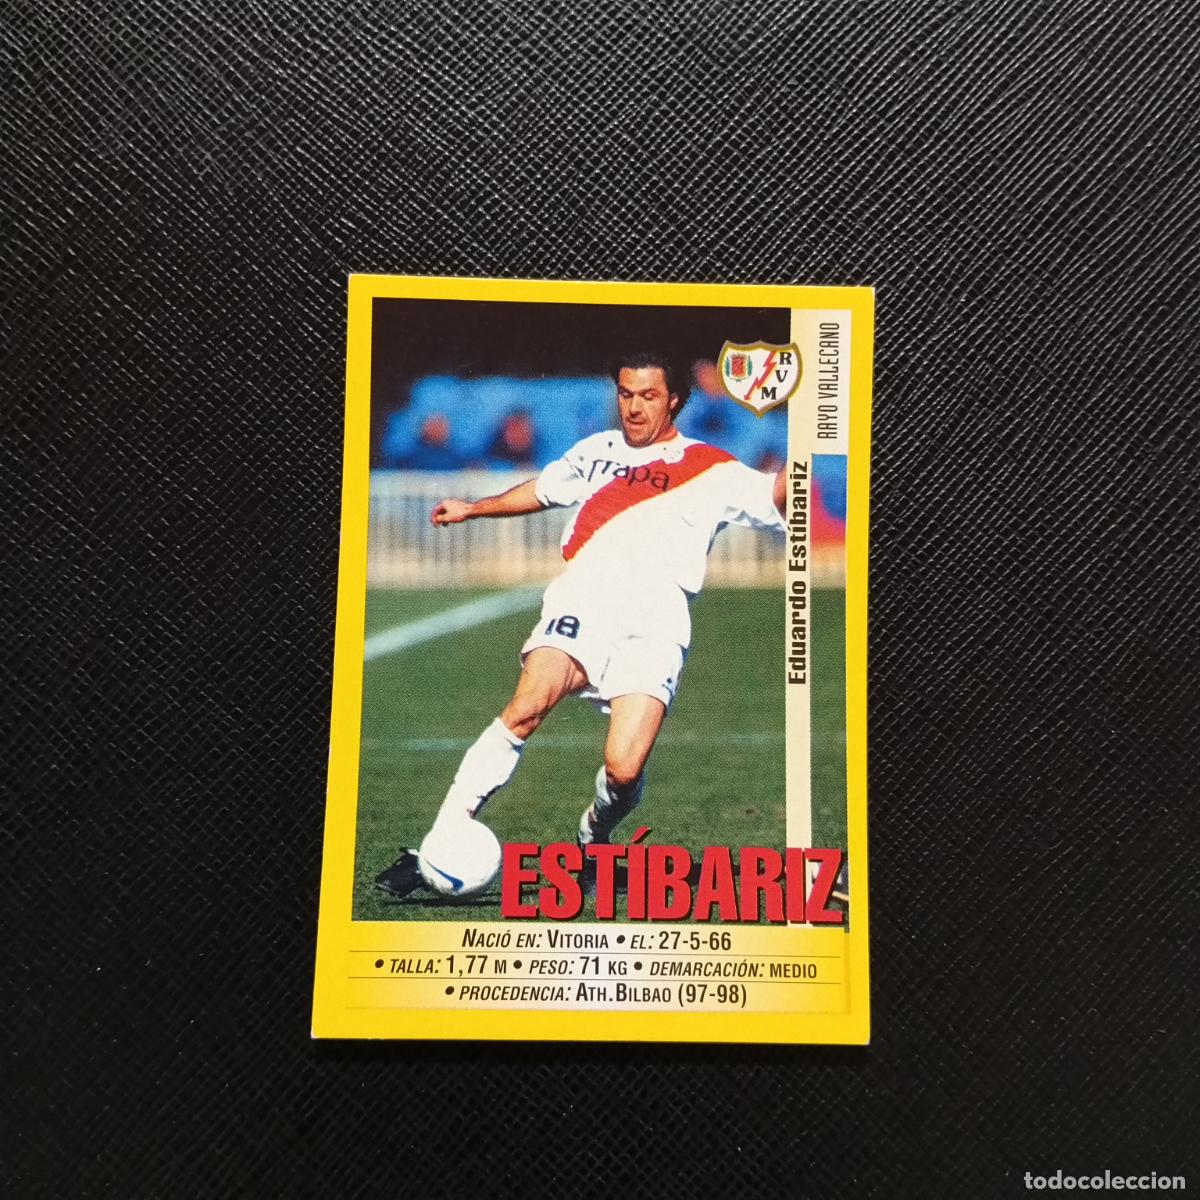 RAYO VALLECANO
RVM
Eduardo Estíbariz
rapa
18
ESTÍBARIZ
NACIÓ EN: VITORIA • EL: 27-5-66
• TALLA: 1,77 M • PESO: 71 KG • DEMARCACIÓN: MEDIO
• PROCEDENCIA: ATH.BILBAO (97-98)
todocoleccion